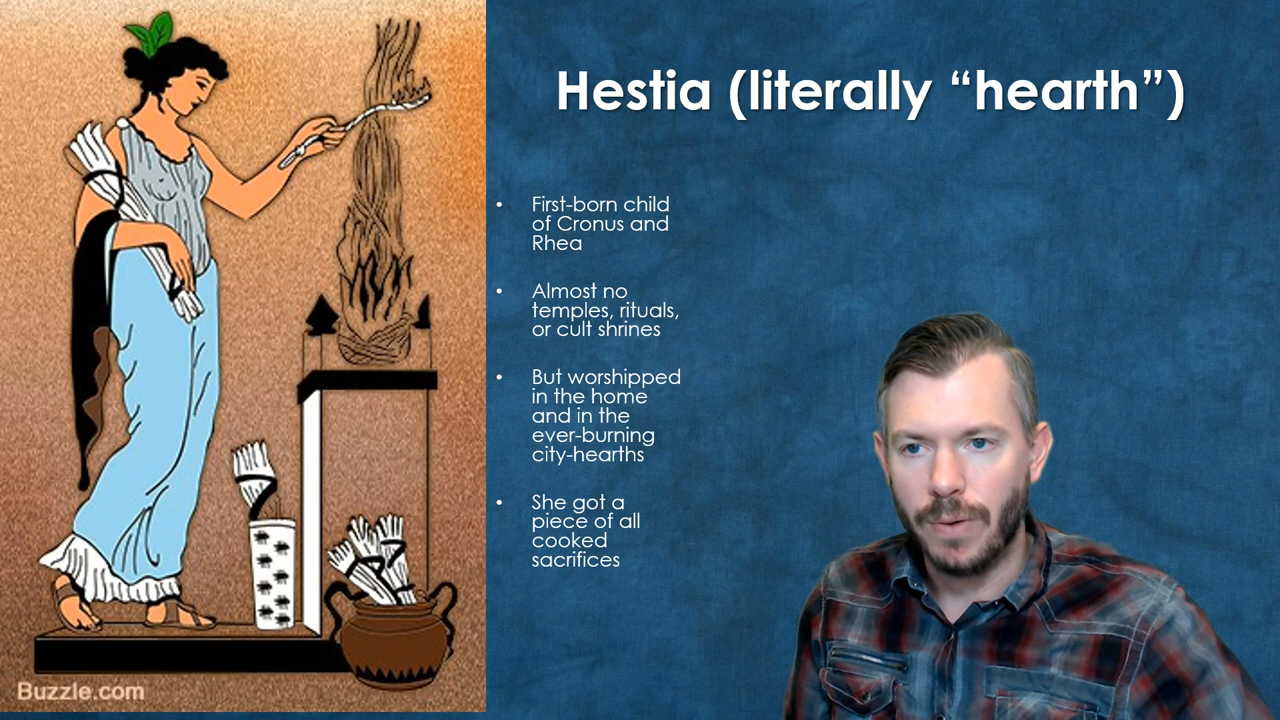 Hestia (literally “hearth”)
• First-born child
of Cronus and
Rhea
• Almost no
temples, rituals,
or cult shrines
• But worshipped
in the home
and in the
ever-burning
city-hearths
• She got a
piece of all
cooked
sacrifices
Buzzle.com